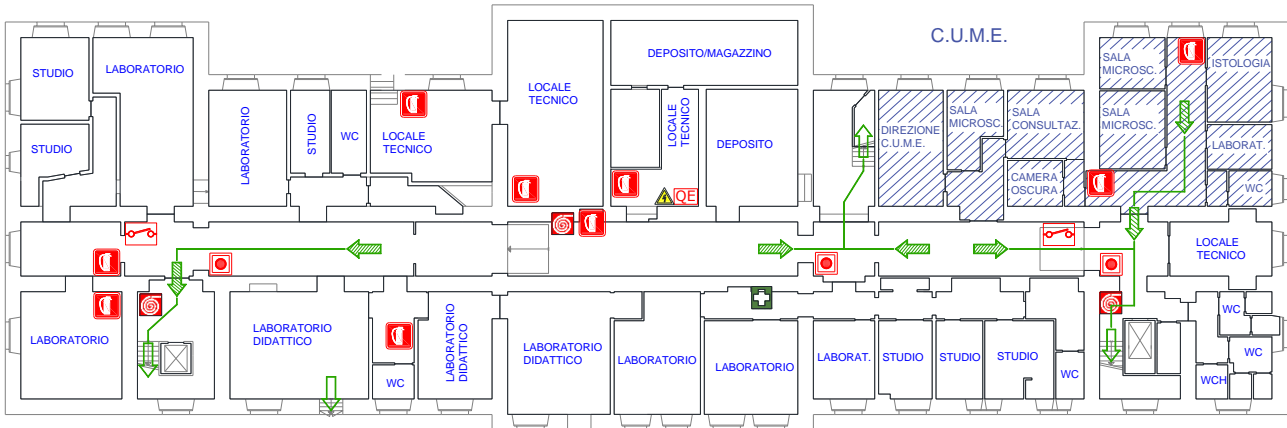 C.U.M.E.
STUDIO
LABORATORIO
LABORATORIO
STUDIO
WC
LOCALE
TECNICO
LOCALE
TECNICO
DEPOSITO/MAGAZZINO
LOCALE
TECNICO
DEPOSITO
QE
DIREZIONE
C.U.M.E.
SALA
MICROSC.
SALA
CONSULTAZ.
CAMERA
OSCURA
SALA
MICROSC.
SALA
MICROSC.
ISTOLOGIA
LABORAT.
WC
STUDIO
LOCALE
TECNICO
LABORATORIO
LABORATORIO
DIDATTICO
WC
LABORATORIO
DIDATTICO
LABORATORIO
DIDATTICO
LABORATORIO
LABORATORIO
LABORAT.
STUDIO
STUDIO
STUDIO
WC
WC
WC
WCH